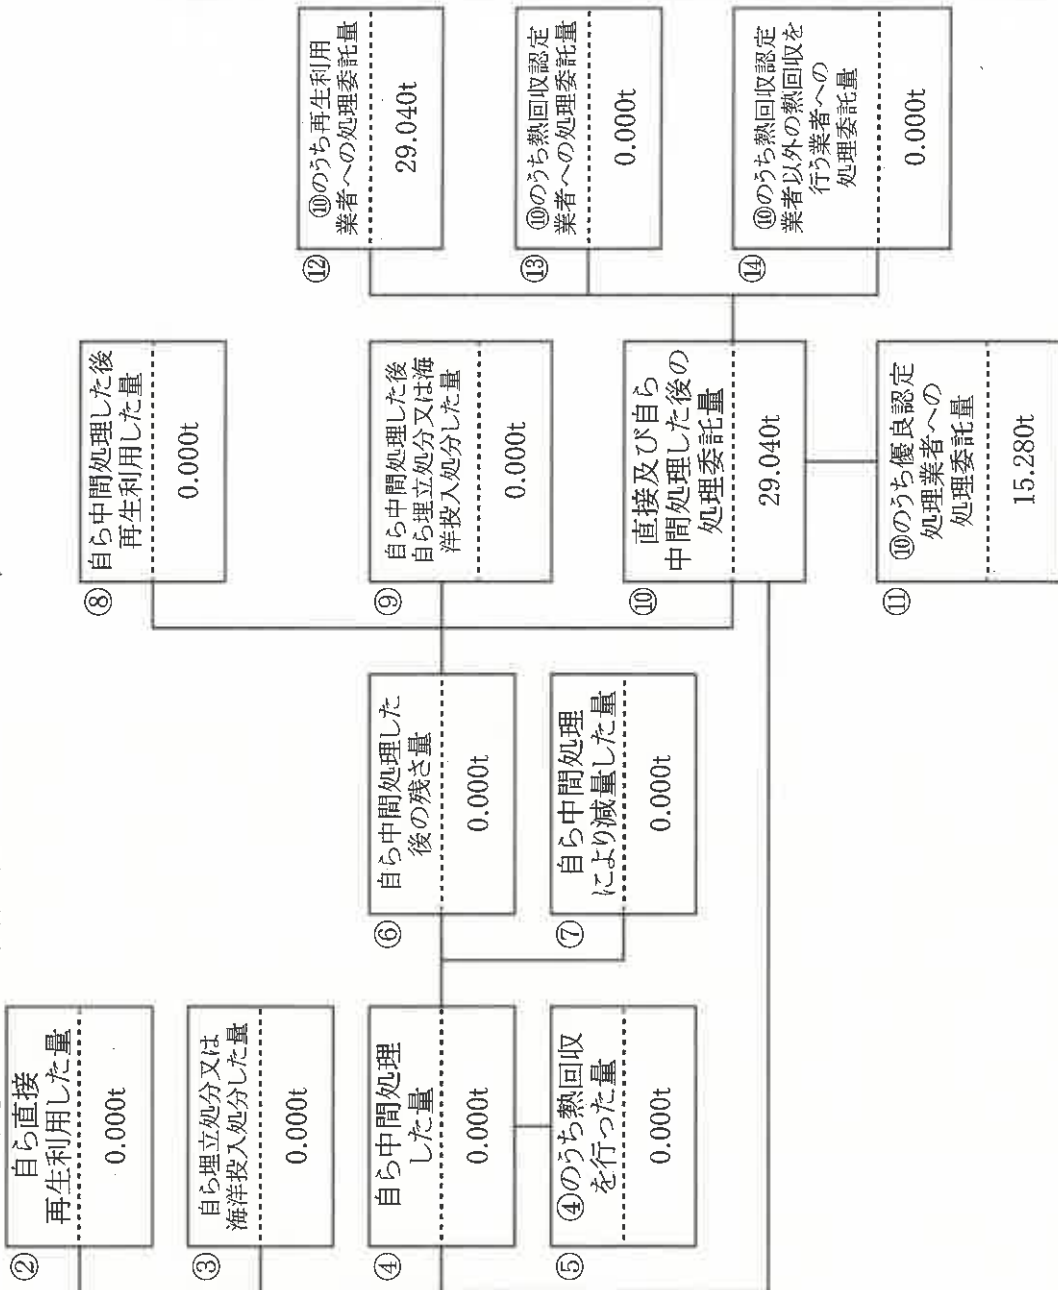 ②
自ら直接
再生利用した量
0.000t
③
自ら埋立処分又は
海洋投入処分した量
0.000t
④
自ら中間処理
した量
0.000t
⑤
④のうち熱回収
を行った量
0.000t
⑥
自ら中間処理した
後の残さ量
0.000t
⑦
自ら中間処理
により減量した量
0.000t
⑧
自ら中間処理した後
再生利用した量
0.000t
⑨
自ら中間処理した後
自ら埋立処分又は海
洋投入処分した量
0.000t
⑩
直接及び自ら
中間処理した後の
処理委託量
29.040t
⑪
⑩のうち優良認定
処理業者への
処理委託量
15.280t
⑫
⑩のうち再生利用
業者への処理委託量
29.040t
⑬
⑩のうち熱回収認定
業者への処理委託量
0.000t
⑭
⑩のうち熱回収認定
業者以外の熱回収を
行う業者への
処理委託量
0.000t